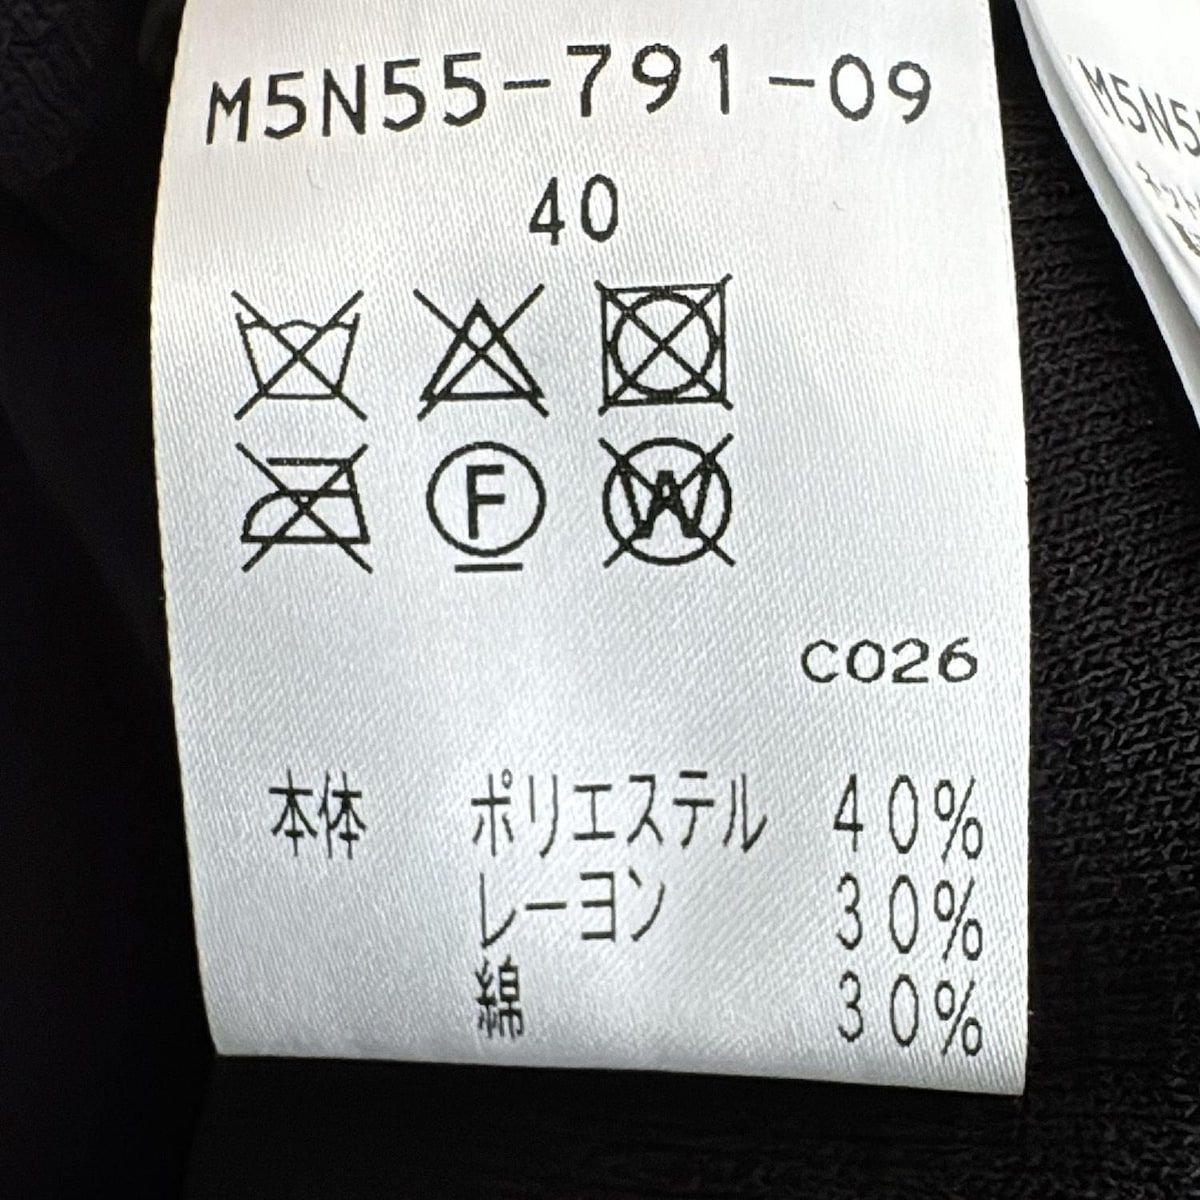 M5N55-791-09
40
F
W
C026
本体 ポリエステル 40%
レーヨン 30%
綿 30%
M5N5